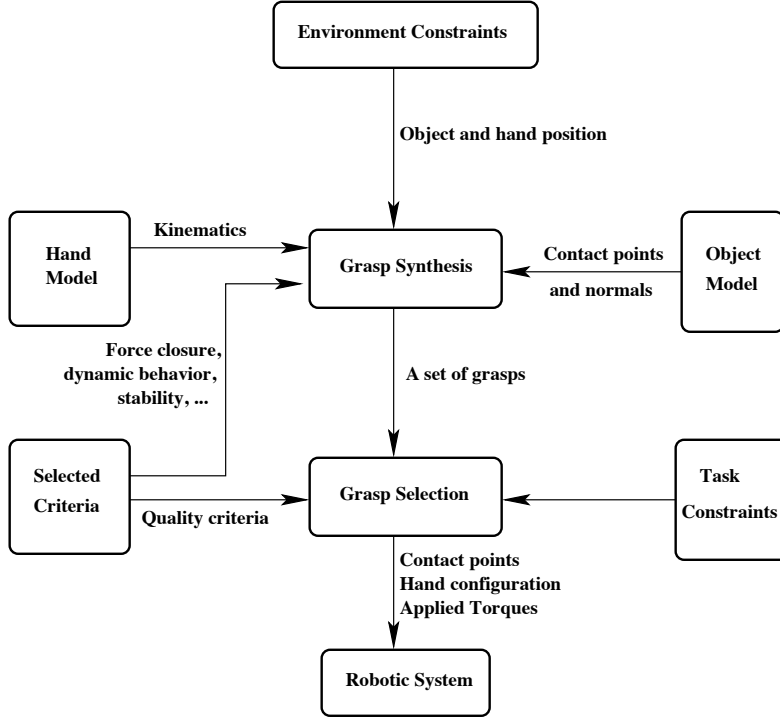 Environment Constraints
Object and hand position
Hand
Model
Kinematics
Grasp Synthesis
Contact points
and normals
Object
Model
Force closure,
dynamic behavior,
stability, ...
A set of grasps
Selected
Criteria
Quality criteria
Grasp Selection
Task
Constraints
Contact points
Hand configuration
Applied Torques
Robotic System